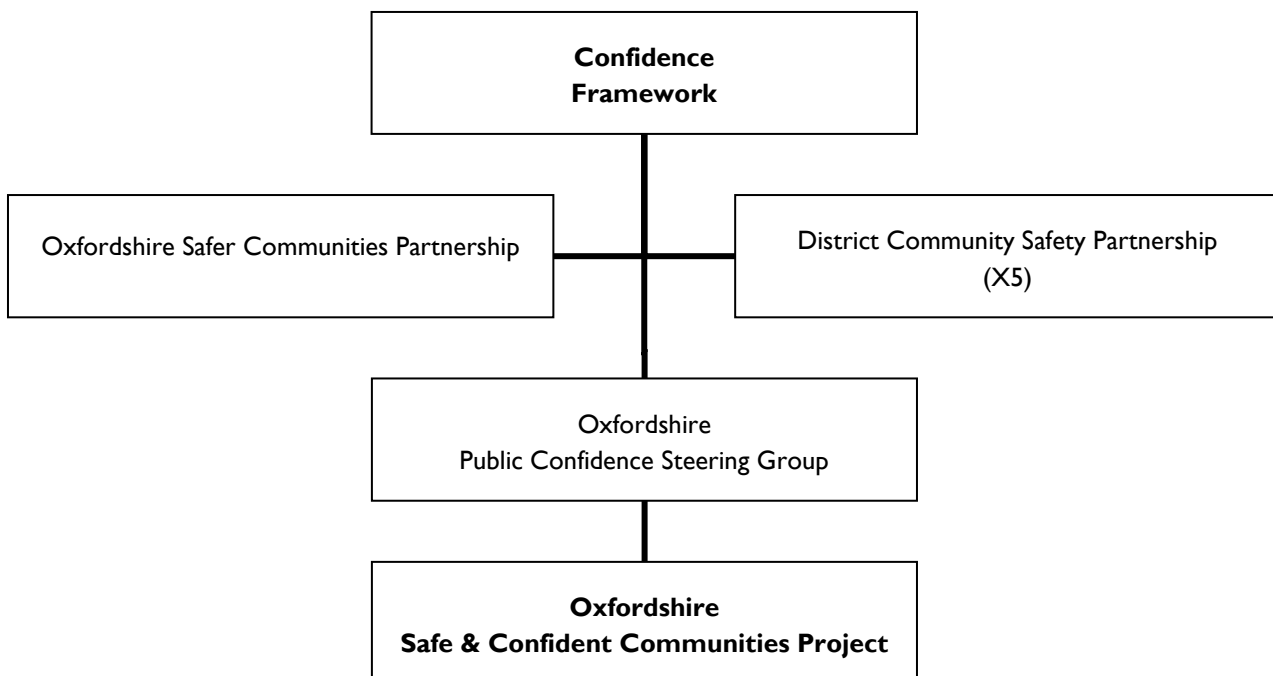 Confidence
Framework
Oxfordshire Safer Communities Partnership
District Community Safety Partnership
(X5)
Oxfordshire
Public Confidence Steering Group
Oxfordshire
Safe & Confident Communities Project